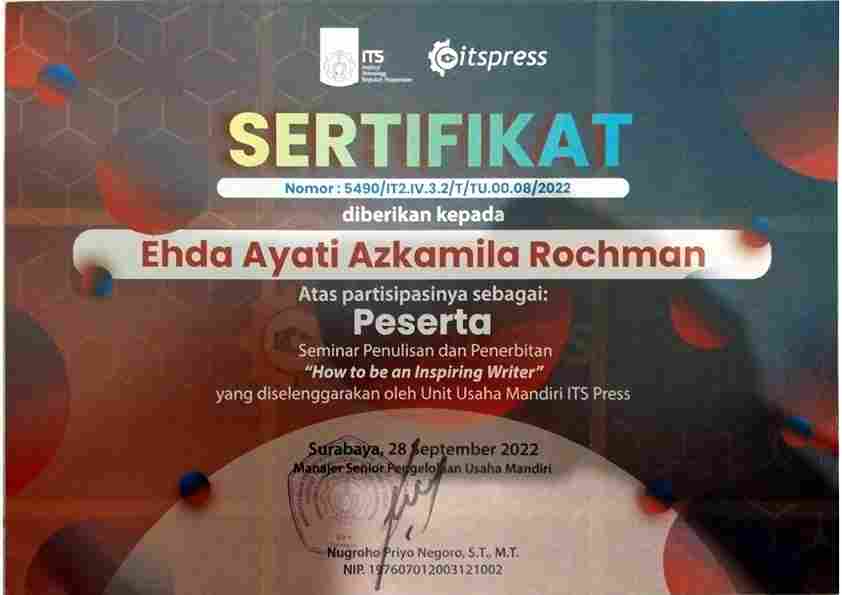 ITS
Institut
Teknologi
Sepuluh Nopember
itspress
SERTIFIKAT
Nomor : 5490/IT2.IV.3.2/T/TU.00.08/2022
diberikan kepada
Ehda Ayati Azkamila Rochman
Atas partisipasinya sebagai:
Peserta
Seminar Penulisan dan Penerbitan
“How to be an Inspiring Writer”
yang diselenggarakan oleh Unit Usaha Mandiri ITS Press
Surabaya, 28 September 2022
Manajer Senior Pengelolaan Usaha Mandiri
Nugroho Priyo Negoro, S.T., M.T.
NIP. 197607012003121002